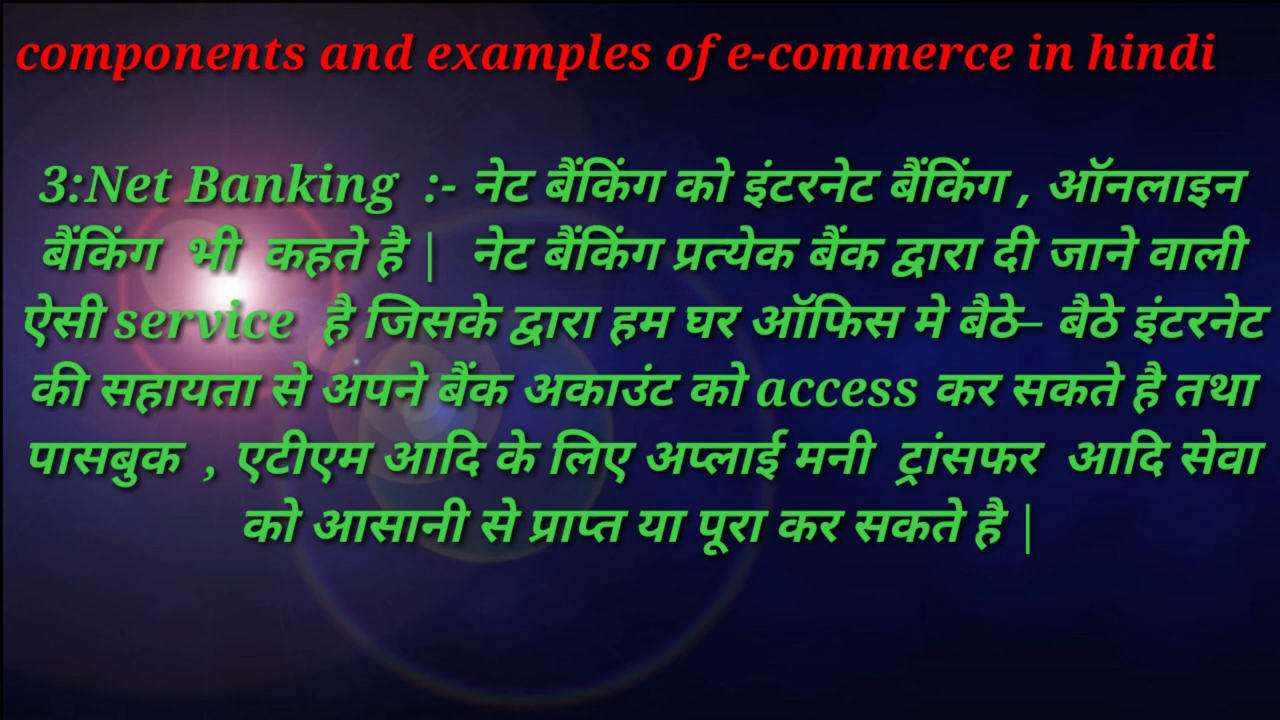 components and examples of e-commerce in hindi
3:Net Banking :- नेट बैंकिंग को इंटरनेट बैंकिंग , ऑनलाइन
बैंकिंग भी कहते है | नेट बैंकिंग प्रत्येक बैंक द्वारा दी जाने वाली
ऐसी service है जिसके द्वारा हम घर ऑफिस मे बैठे– बैठे इंटरनेट
की सहायता से अपने बैंक अकाउंट को access कर सकते है तथा
पासबुक , एटीएम आदि के लिए अप्लाई मनी ट्रांसफर आदि सेवा
को आसानी से प्राप्त या पूरा कर सकते है |